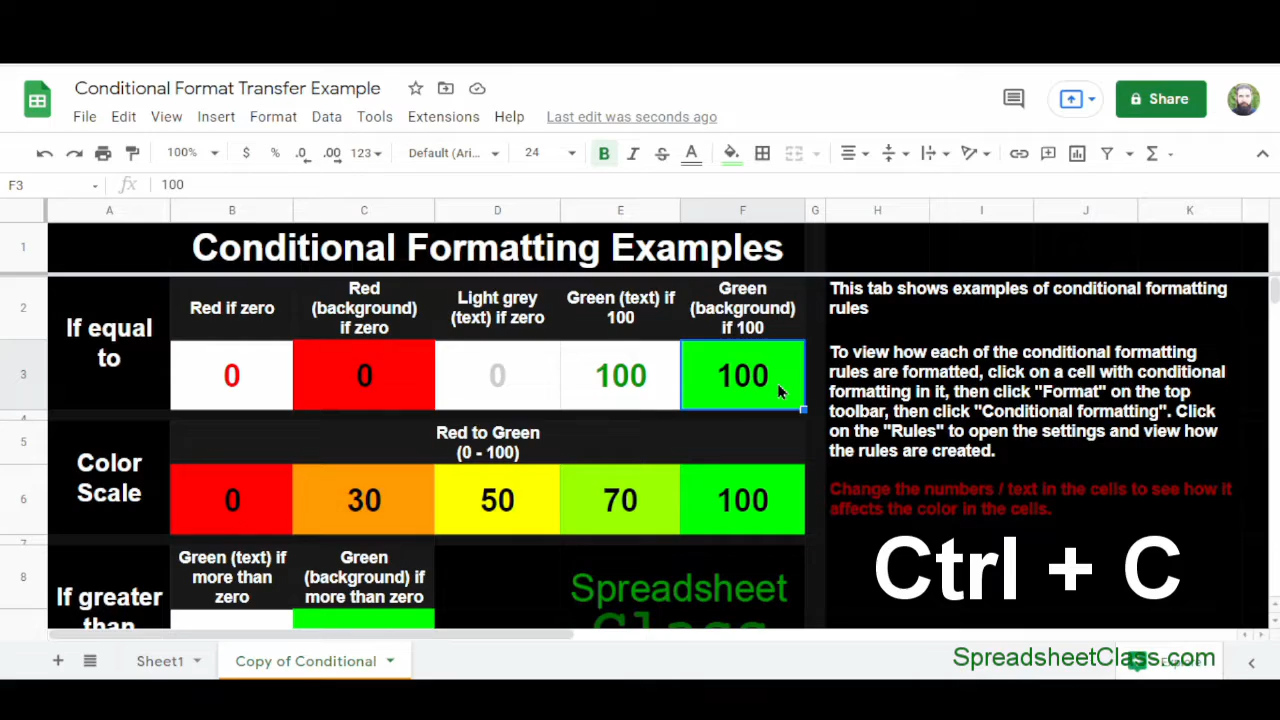 Conditional Format Transfer Example
File Edit View Insert Format Data Tools Extensions Help Last edit was seconds ago
Share
100% $ % .0 .00 123 Default (Ari... 24 B I S A
F3 fx 100
A B C D E F G H I J K
1 Conditional Formatting Examples
2
If equal
to
Red if zero
Red
(background)
if zero
Light grey
(text) if zero
Green (text) if
100
Green
(background)
if 100
3
0 0 0 100 100
4
5
Color
Scale
Red to Green
(0 - 100)
6
0 30 50 70 100
7
8
If greater
than
Green (text) if
more than
zero
Green
(background) if
more than zero
Spreadsheet
Class
This tab shows examples of conditional formatting
rules
To view how each of the conditional formatting
rules are formatted, click on a cell with conditional
formatting in it, then click "Format" on the top
toolbar, then click "Conditional formatting". Click
on the "Rules" to open the settings and view how
the rules are created.
Change the numbers / text in the cells to see how it
affects the color in the cells.
Ctrl + C
Sheet1 Copy of Conditional
SpreadsheetClass.com